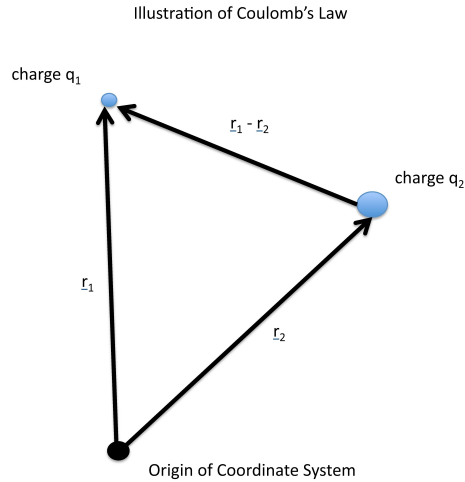 Illustration of Coulomb’s Law
charge q₁
r₁ - r₂
charge q₂
r₁
r₂
Origin of Coordinate System